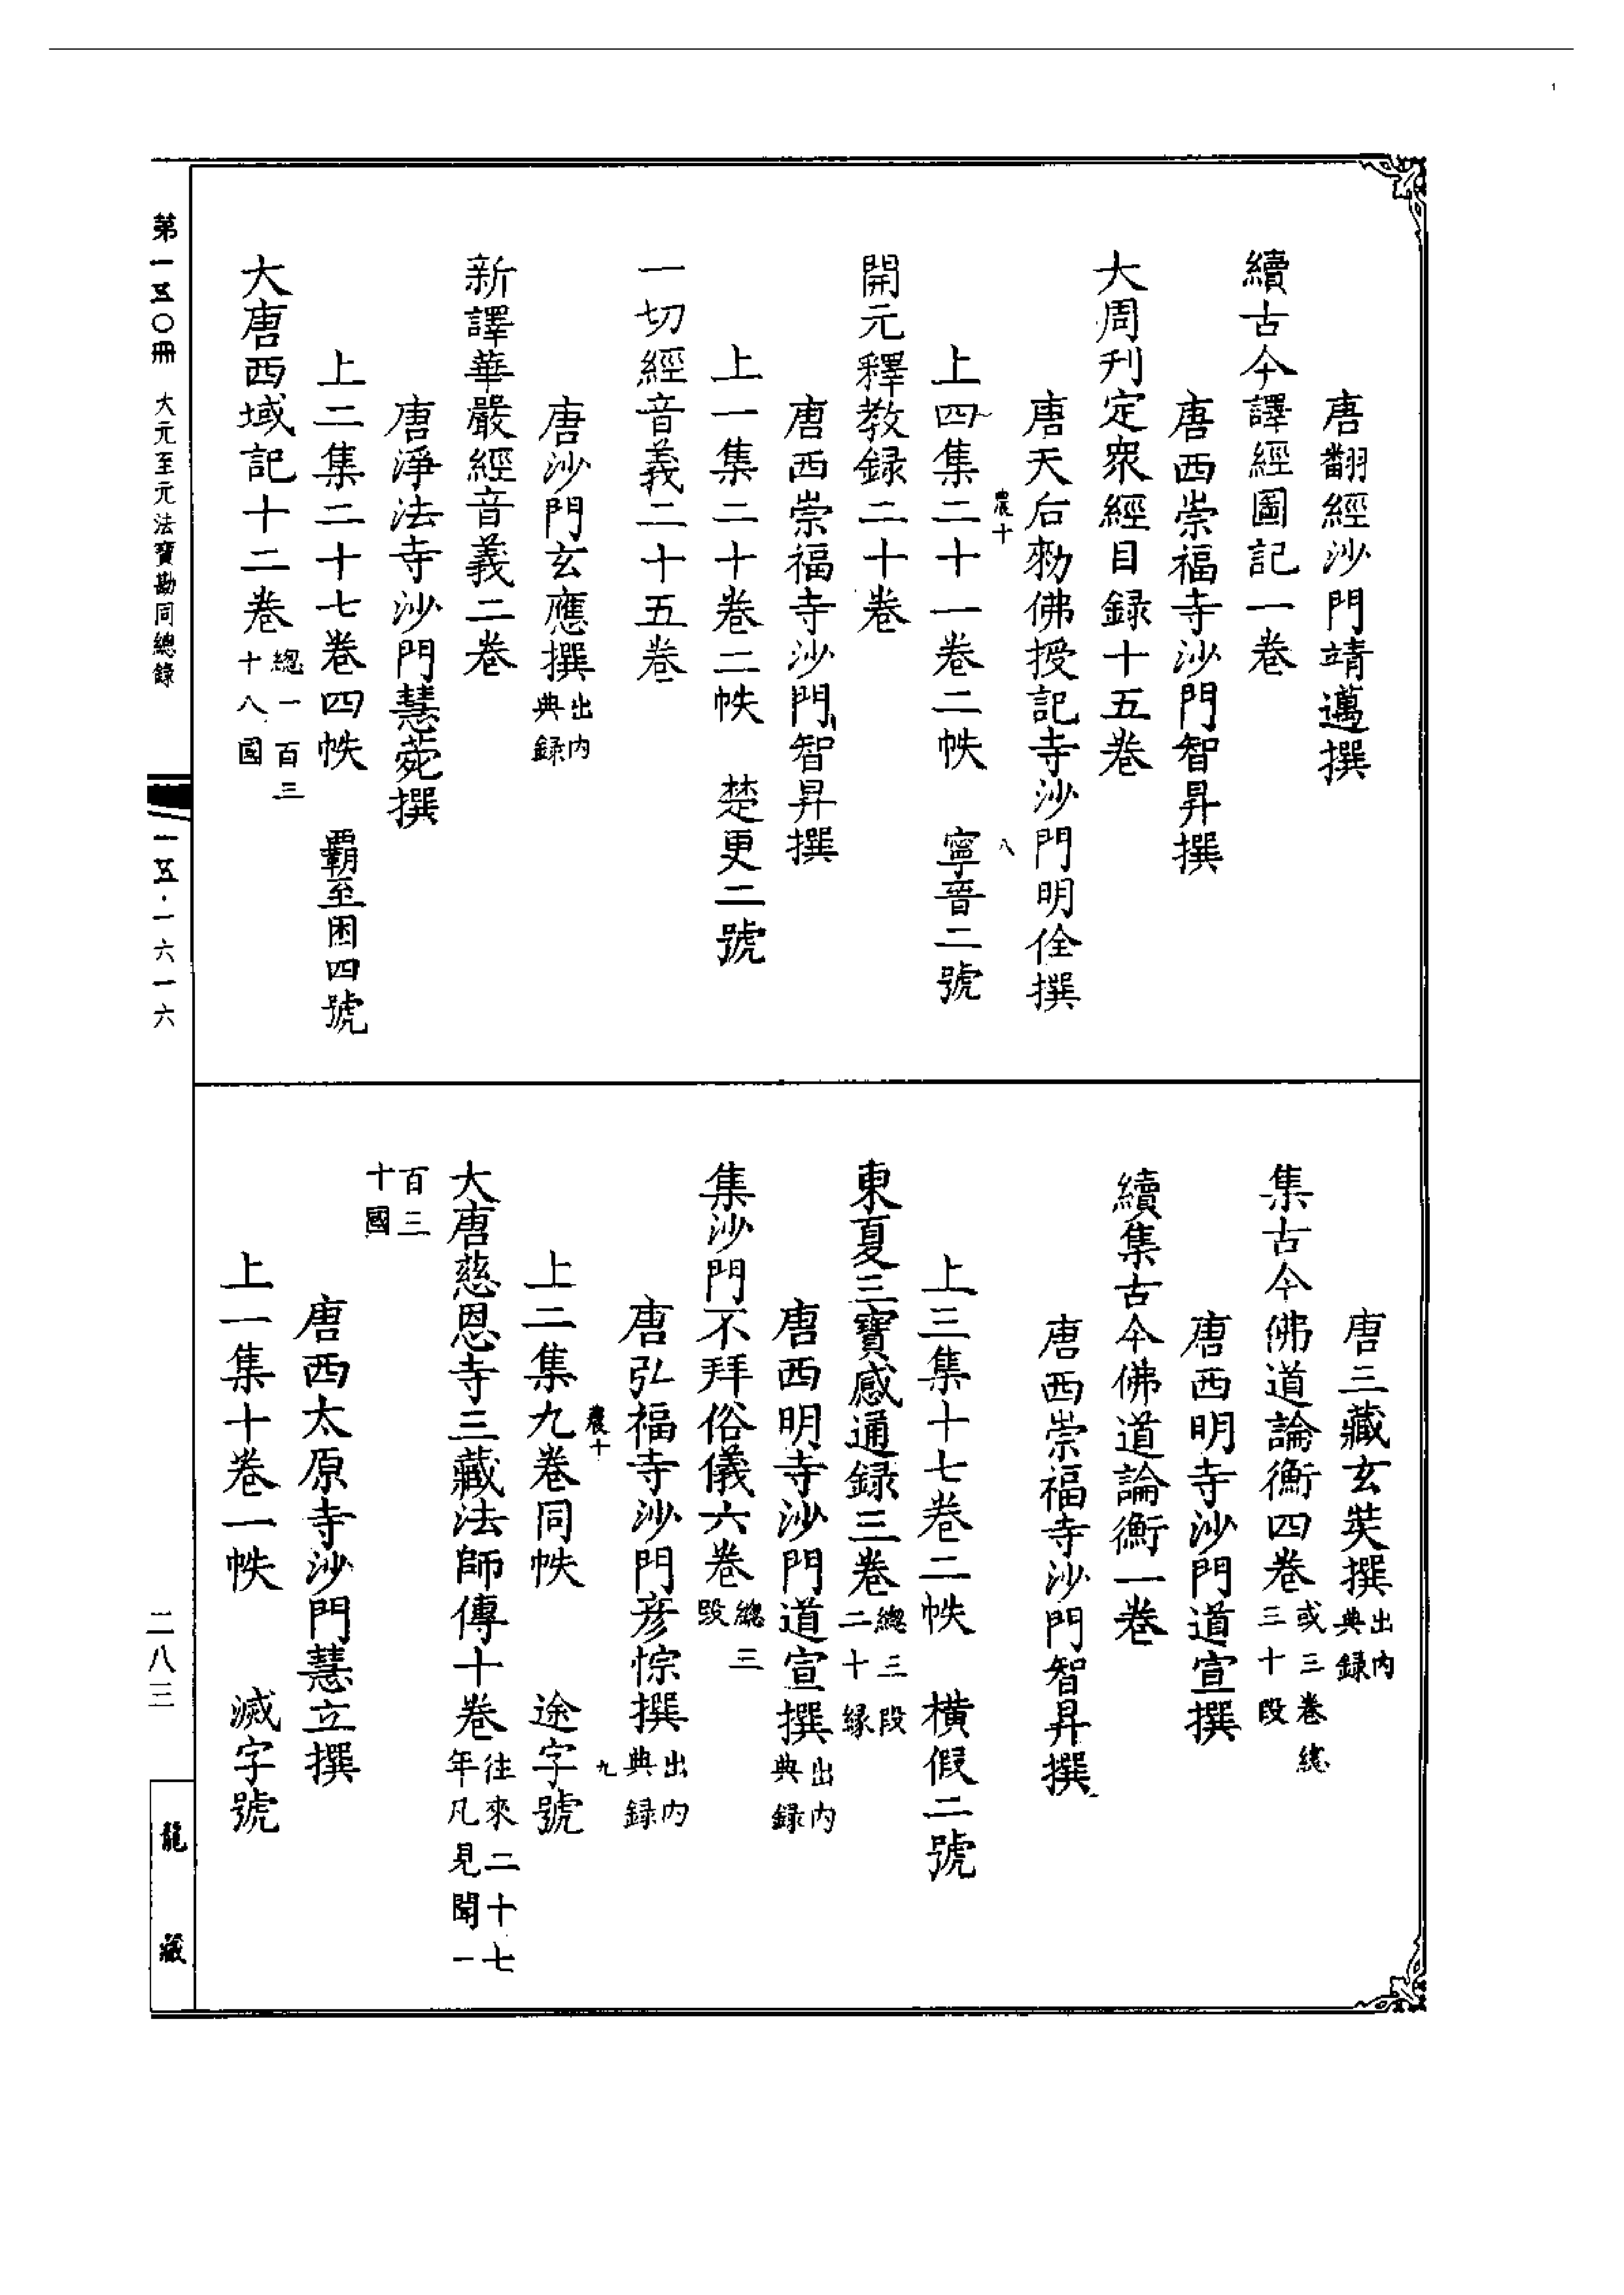 1
唐翻經沙門靖邁撰
續古今譯經圖記一卷
唐西崇福寺沙門智昇撰
大周刋定衆經目録十五卷
唐天后勑佛授記寺沙門明佺撰
農十
八
上四集二十一卷二帙 寧音二號
開元釋教録二十卷
唐西崇福寺沙門智昇撰
上一集二十卷二帙 楚更二號
一切經音義二十五卷
唐沙門玄應撰出内典録
新譯華嚴經音義二卷
唐淨法寺沙門慧菀撰
上二集二十七卷四帙 霸至困四號
大唐西域記十二卷總一百三十八國
唐三藏玄奘撰出内典録
集古今佛道論衡四卷或三卷總三十段
唐西明寺沙門道宣撰
續集古今佛道論衡一卷
唐西崇福寺沙門智昇撰
上三集十七卷二帙 橫假二號
東夏三寶感通録三卷總三段二十縁
唐西明寺沙門道宣撰出内典録
集沙門不拜俗儀六卷總三段
唐弘福寺沙門彦悰撰出内典録
農十
九
上二集九卷同帙 途字號
大唐慈恩寺三藏法師傳十卷往來二十七年凡見聞一
百三十國
唐西太原寺沙門慧立撰
上一集十卷一帙 滅字號
第一五〇冊 大元至元法寶勘同總錄
一五·一六一六
二八三
龍藏